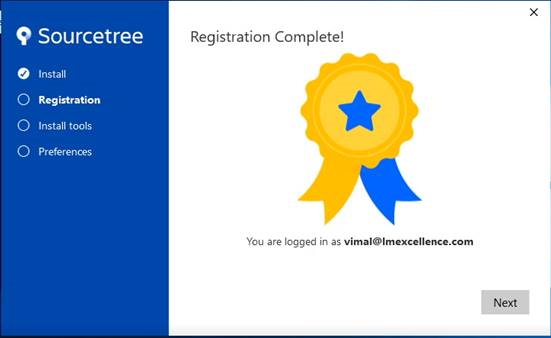 Sourcetree
Install
Registration
Install tools
Preferences
Registration Complete!
You are logged in as vimal@lmexcellence.com
Next